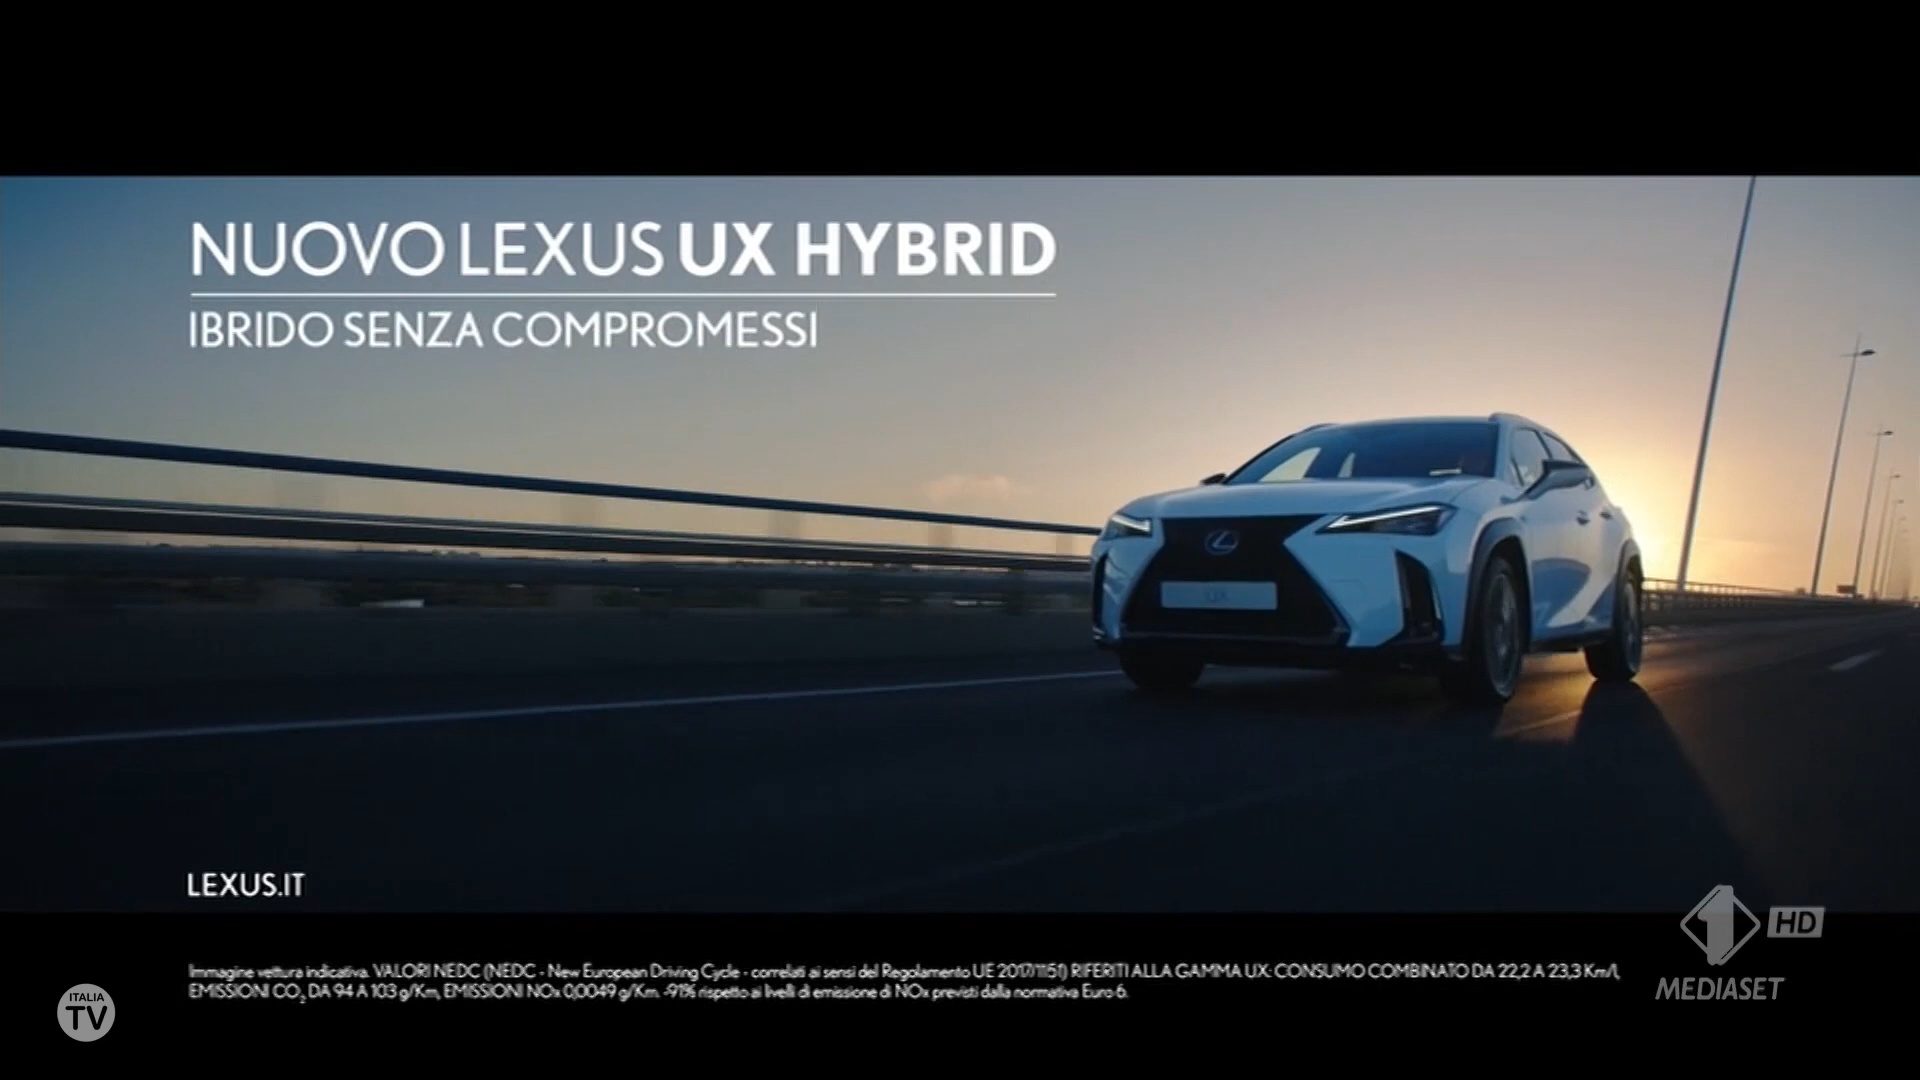 NUOVO LEXUS UX HYBRID
IBRIDO SENZA COMPROMESSI
UX
LEXUS.IT
1 HD
MEDIASET
Immagine vettura indicativa. VALORI NEDC (NEDC - New European Driving Cycle - correlati ai sensi del Regolamento UE 2017/1151) RIFERITI ALLA GAMMA UX: CONSUMO COMBINATO DA 22,2 A 23,3 Km/l,
EMISSIONI CO2 DA 94 A 103 g/Km, EMISSIONI NOx 0,0049 g/Km. -91% rispetto ai livelli di emissione di NOx previsti dalla normativa Euro 6.
ITALIA
TV